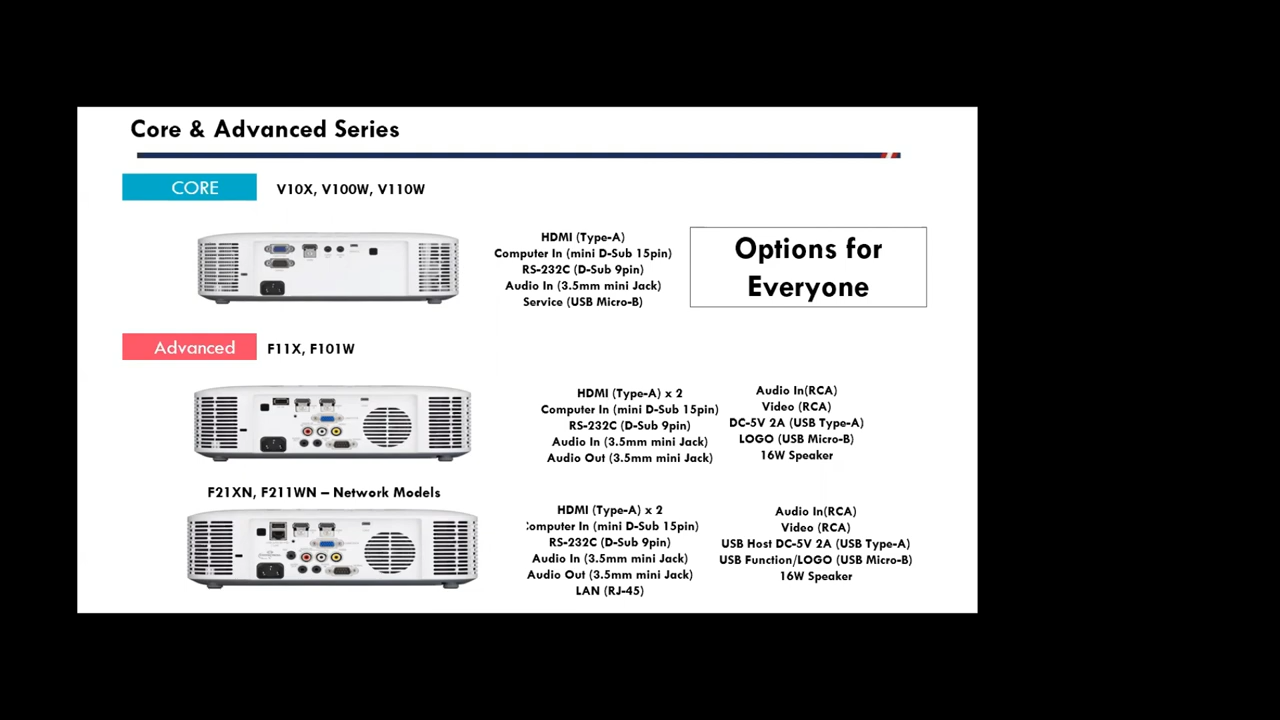 Core & Advanced Series
CORE
V10X, V100W, V110W
HDMI (Type-A)
Computer In (mini D-Sub 15pin)
RS-232C (D-Sub 9pin)
Audio In (3.5mm mini Jack)
Service (USB Micro-B)
Options for
Everyone
Advanced
F11X, F101W
HDMI (Type-A) x 2
Computer In (mini D-Sub 15pin)
RS-232C (D-Sub 9pin)
Audio In (3.5mm mini Jack)
Audio Out (3.5mm mini Jack)
Audio In(RCA)
Video (RCA)
DC-5V 2A (USB Type-A)
LOGO (USB Micro-B)
16W Speaker
F21XN, F211WN – Network Models
HDMI (Type-A) x 2
omputer In (mini D-Sub 15pin)
RS-232C (D-Sub 9pin)
Audio In (3.5mm mini Jack)
Audio Out (3.5mm mini Jack)
LAN (RJ-45)
Audio In(RCA)
Video (RCA)
USB Host DC-5V 2A (USB Type-A)
USB Function/LOGO (USB Micro-B)
16W Speaker